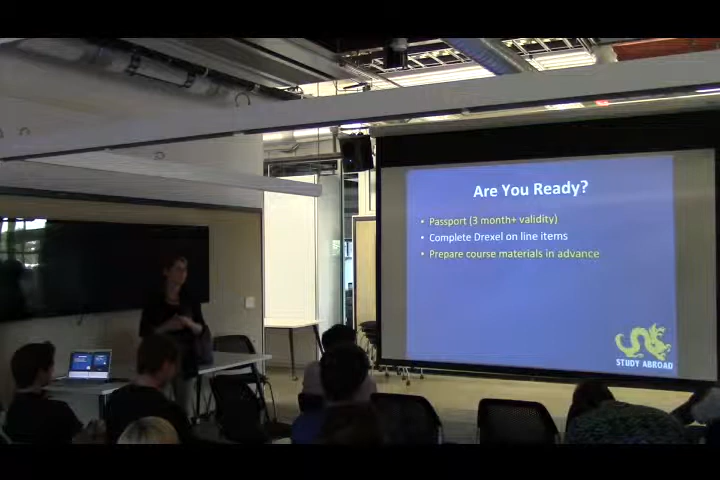 Are You Ready?
• Passport (3 month+ validity)
• Complete Drexel on line items
• Prepare course materials in advance
STUDY ABROAD